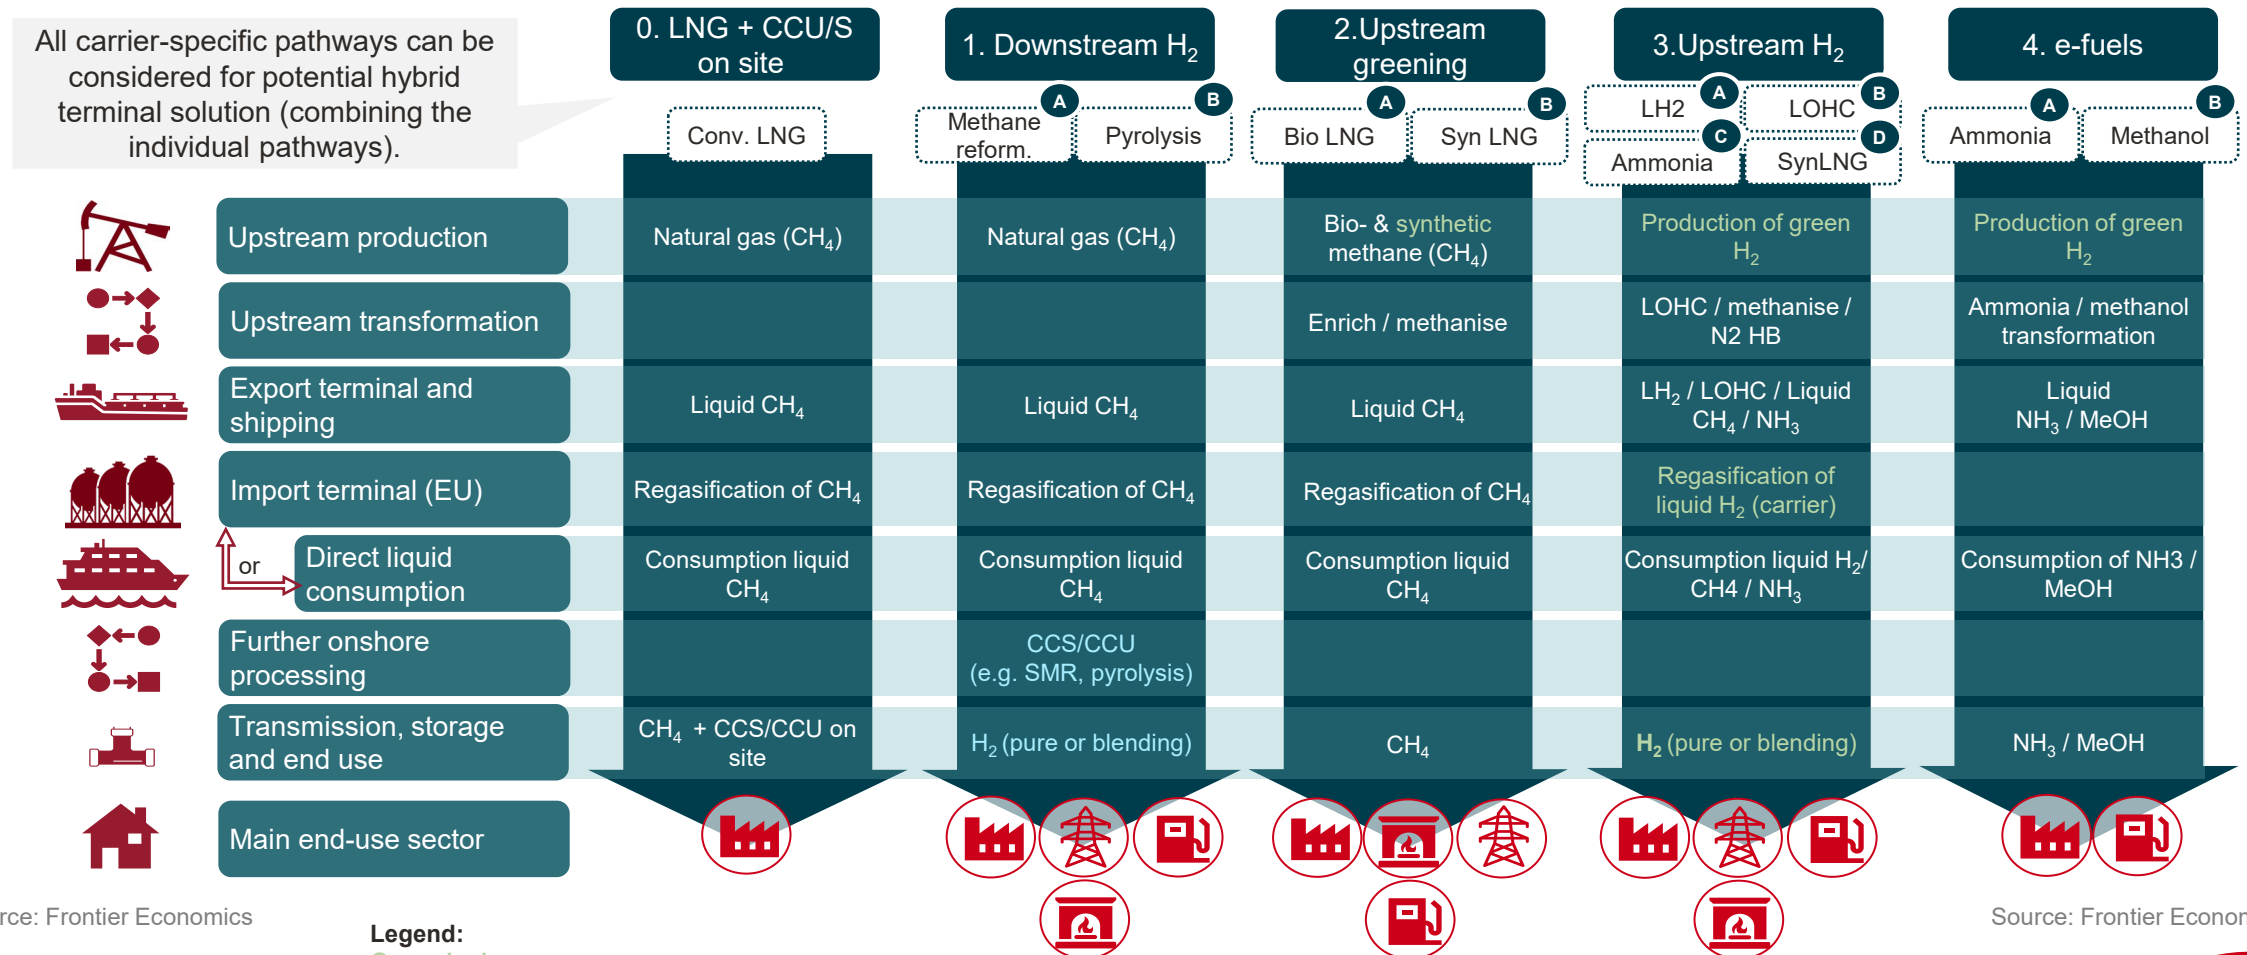 All carrier-specific pathways can be
considered for potential hybrid
terminal solution (combining the
individual pathways).
0. LNG + CCU/S
on site
1. Downstream H2
2.Upstream
greening
3.Upstream H2
4. e-fuels
Conv. LNG
A
Methane
reform.
B
Pyrolysis
A
Bio LNG
B
Syn LNG
A
LH2
B
LOHC
C
Ammonia
D
SynLNG
A
Ammonia
B
Methanol
Upstream production
Natural gas (CH4)
Natural gas (CH4)
Bio- & synthetic
methane (CH4)
Production of green
H2
Production of green
H2
Upstream transformation
Enrich / methanise
LOHC / methanise /
N2 HB
Ammonia / methanol
transformation
Export terminal and
shipping
Liquid CH4
Liquid CH4
Liquid CH4
LH2 / LOHC / Liquid
CH4 / NH3
Liquid
NH3 / MeOH
Import terminal (EU)
Regasification of CH4
Regasification of CH4
Regasification of CH4
Regasification of
liquid H2 (carrier)
or
Direct liquid
consumption
Consumption liquid
CH4
Consumption liquid
CH4
Consumption liquid
CH4
Consumption liquid H2/
CH4 / NH3
Consumption of NH3 /
MeOH
Further onshore
processing
CCS/CCU
(e.g. SMR, pyrolysis)
Transmission, storage
and end use
CH4 + CCS/CCU on
site
H2 (pure or blending)
CH4
H2 (pure or blending)
NH3 / MeOH
Main end-use sector
rce: Frontier Economics
Source: Frontier Econo
Legend: